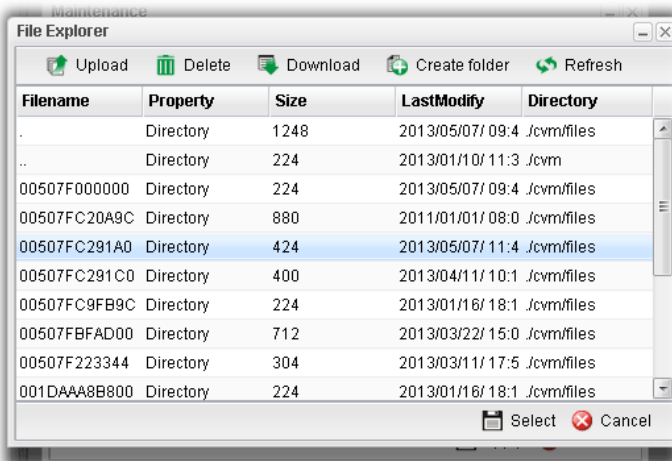 Maintenance
File Explorer
Upload Delete Download Create folder Refresh
Filename Property Size LastModify Directory
. Directory 1248 2013/05/07/ 09:4 ./cvm/files
.. Directory 224 2013/01/10/ 11:3 ./cvm
00507F000000 Directory 224 2013/05/07/ 09:4 ./cvm/files
00507FC20A9C Directory 880 2011/01/01/ 08:0 ./cvm/files
00507FC291A0 Directory 424 2013/05/07/ 11:4 ./cvm/files
00507FC291C0 Directory 400 2013/04/11/ 10:1 ./cvm/files
00507FC9FB9C Directory 224 2013/01/16/ 18:1 ./cvm/files
00507FBFAD00 Directory 712 2013/03/22/ 15:0 ./cvm/files
00507F223344 Directory 304 2013/03/11/ 17:5 ./cvm/files
001DAAA8B800 Directory 224 2013/01/16/ 18:1 ./cvm/files
Select Cancel